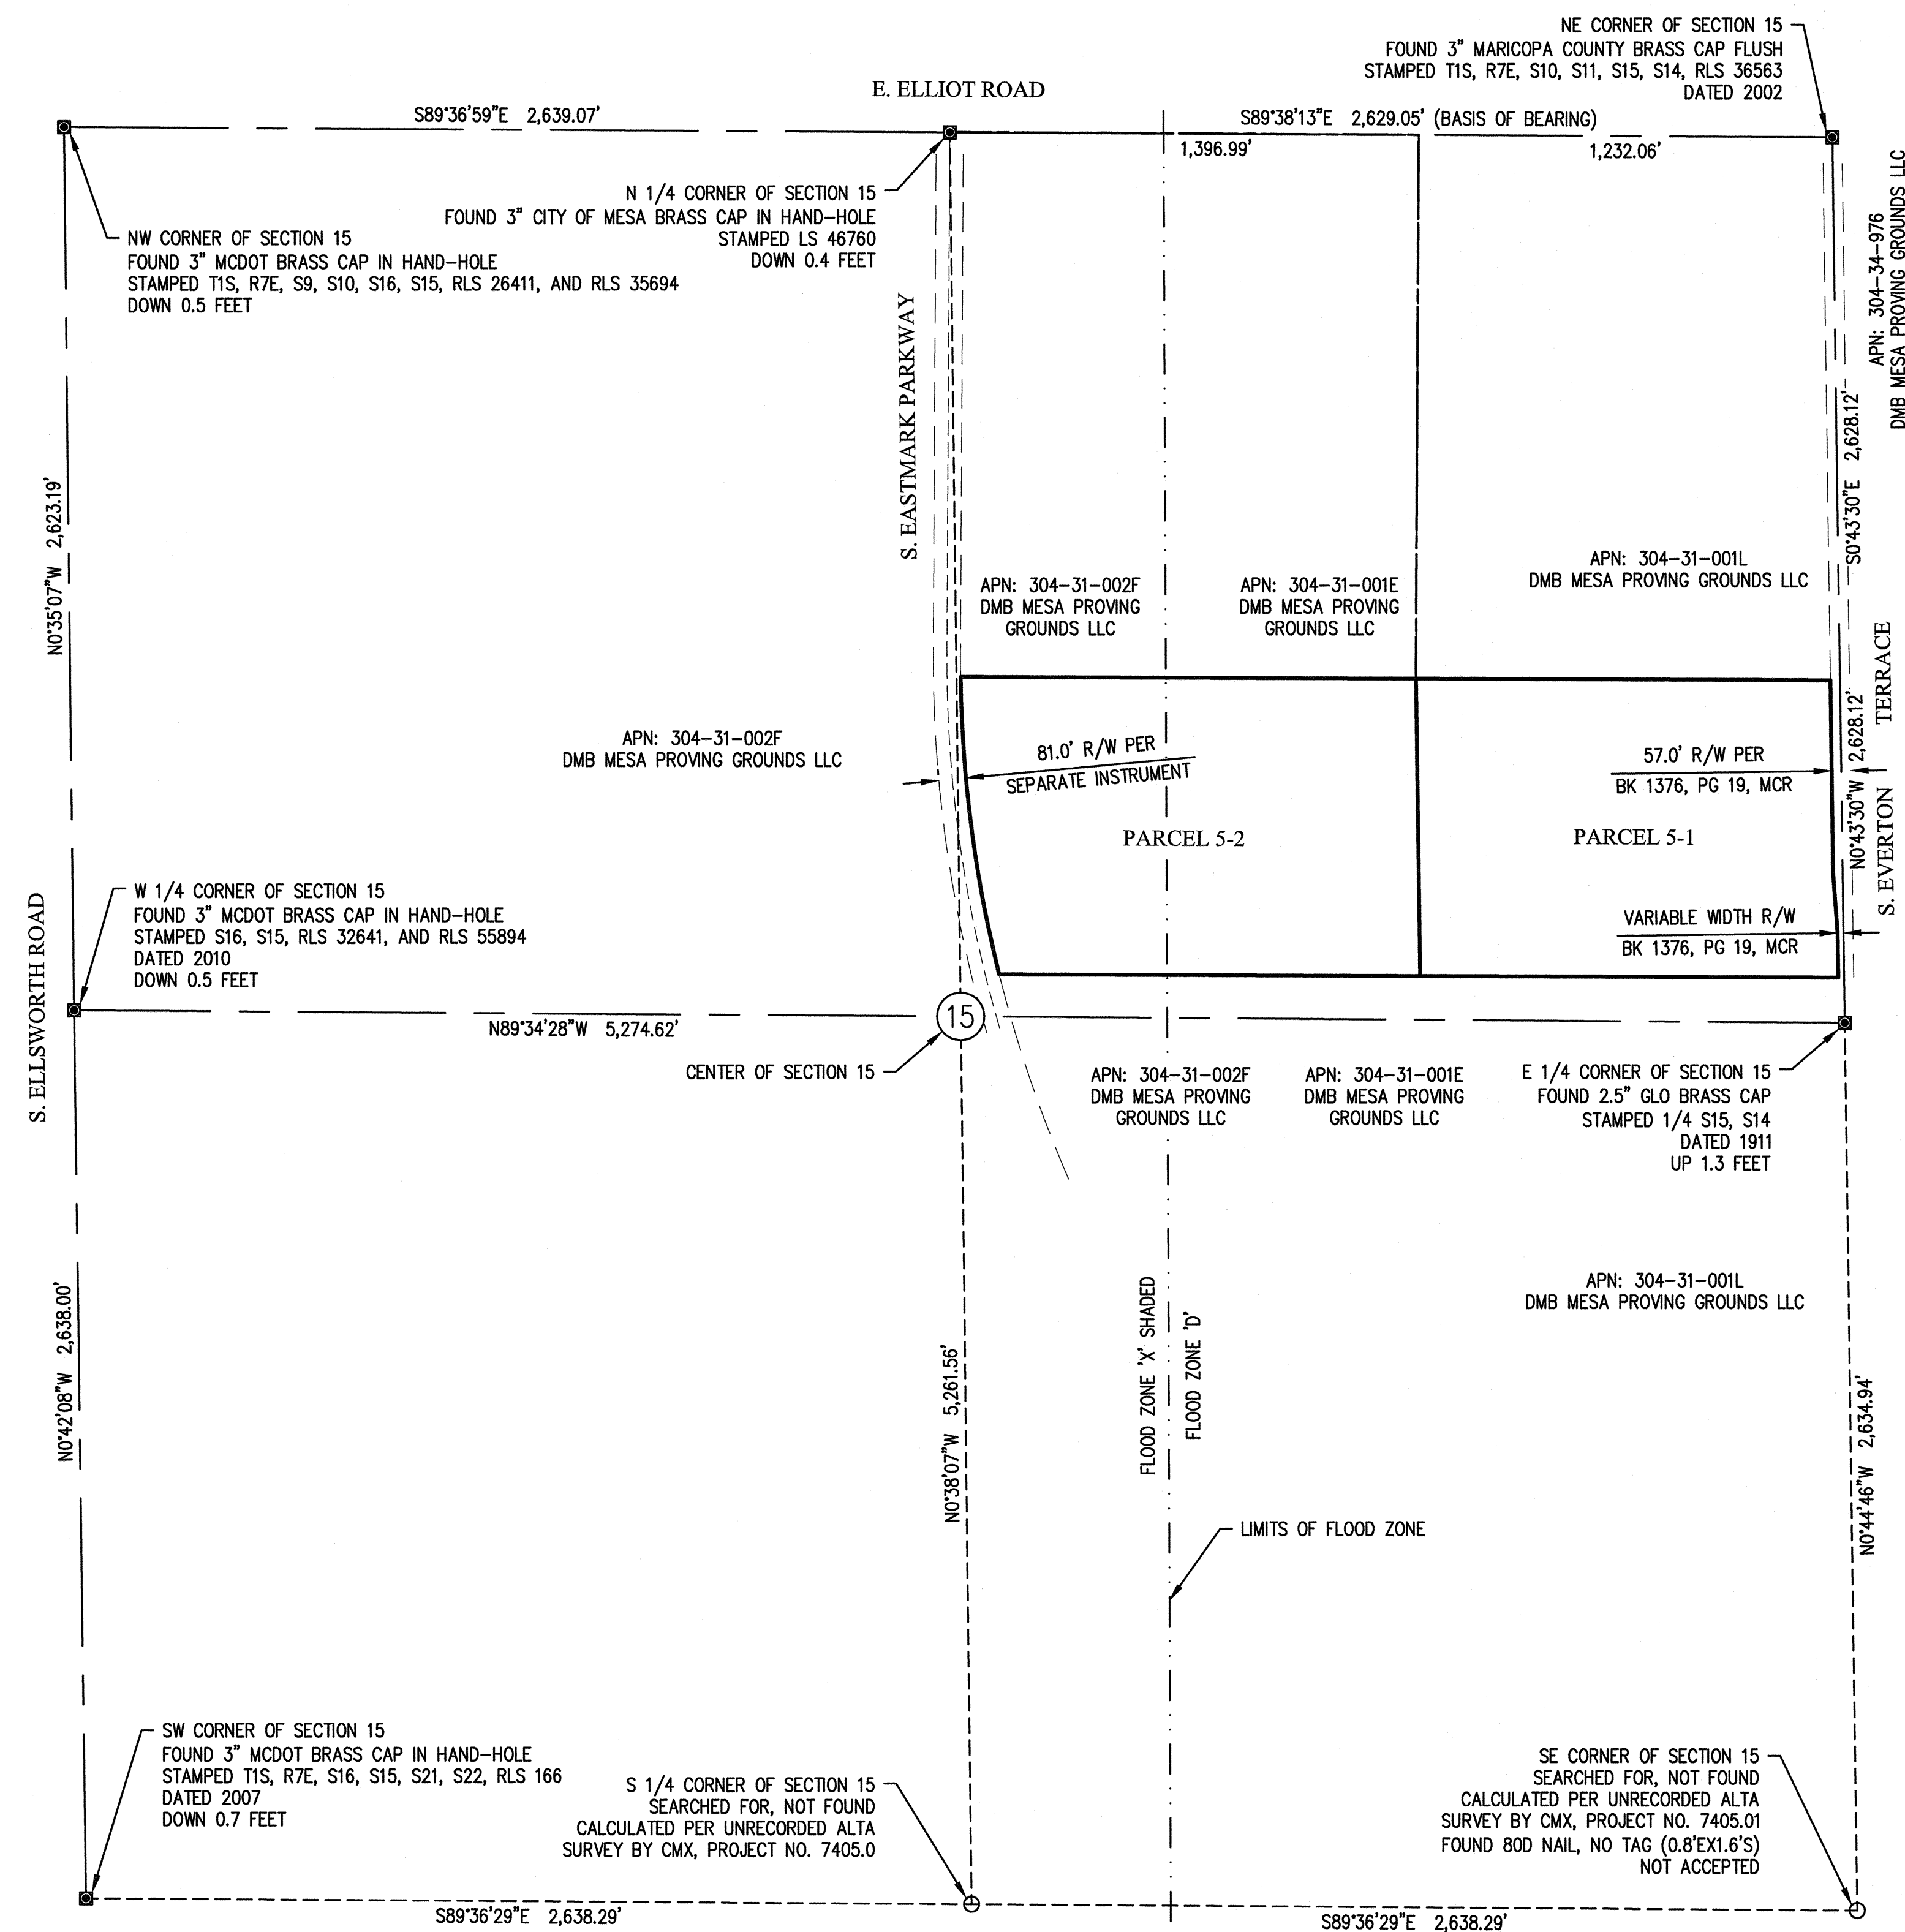 NE CORNER OF SECTION 15
FOUND 3" MARICOPA COUNTY BRASS CAP FLUSH
STAMPED T1S, R7E, S10, S11, S15, S14, RLS 36563
DATED 2002
E. ELLIOT ROAD
S89°36'59"E 2,639.07'
S89°38'13"E 2,629.05' (BASIS OF BEARING)
1,396.99'
1,232.06'
N 1/4 CORNER OF SECTION 15
FOUND 3" CITY OF MESA BRASS CAP IN HAND-HOLE
STAMPED LS 46760
DOWN 0.4 FEET
NW CORNER OF SECTION 15
FOUND 3" MCDOT BRASS CAP IN HAND-HOLE
STAMPED T1S, R7E, S9, S10, S16, S15, RLS 26411, AND RLS 35694
DOWN 0.5 FEET
APN: 304-34-976
DMB MESA PROVING GROUNDS LLC
S. EASTMARK PARKWAY
N0°35'07"W 2,623.19'
S0°43'30"E 2,628.12'
APN: 304-31-002F
DMB MESA PROVING
GROUNDS LLC
APN: 304-31-001E
DMB MESA PROVING
GROUNDS LLC
APN: 304-31-001L
DMB MESA PROVING GROUNDS LLC
APN: 304-31-002F
DMB MESA PROVING GROUNDS LLC
81.0' R/W PER
SEPARATE INSTRUMENT
57.0' R/W PER
BK 1376, PG 19, MCR
N0°43'30"W 2,628.12'
S. EVERTON TERRACE
PARCEL 5-2
PARCEL 5-1
VARIABLE WIDTH R/W
BK 1376, PG 19, MCR
S. ELLSWORTH ROAD
W 1/4 CORNER OF SECTION 15
FOUND 3" MCDOT BRASS CAP IN HAND-HOLE
STAMPED S16, S15, RLS 32641, AND RLS 55894
DATED 2010
DOWN 0.5 FEET
N89°34'28"W 5,274.62'
15
CENTER OF SECTION 15
APN: 304-31-002F
DMB MESA PROVING
GROUNDS LLC
APN: 304-31-001E
DMB MESA PROVING
GROUNDS LLC
E 1/4 CORNER OF SECTION 15
FOUND 2.5" GLO BRASS CAP
STAMPED 1/4 S15, S14
DATED 1911
UP 1.3 FEET
APN: 304-31-001L
DMB MESA PROVING GROUNDS LLC
N0°42'08"W 2,638.00'
N0°38'07"W 5,261.56'
FLOOD ZONE 'X' SHADED
FLOOD ZONE 'D'
N0°44'46"W 2,634.94'
LIMITS OF FLOOD ZONE
SW CORNER OF SECTION 15
FOUND 3" MCDOT BRASS CAP IN HAND-HOLE
STAMPED T1S, R7E, S16, S15, S21, S22, RLS 166
DATED 2007
DOWN 0.7 FEET
S 1/4 CORNER OF SECTION 15
SEARCHED FOR, NOT FOUND
CALCULATED PER UNRECORDED ALTA
SURVEY BY CMX, PROJECT NO. 7405.0
SE CORNER OF SECTION 15
SEARCHED FOR, NOT FOUND
CALCULATED PER UNRECORDED ALTA
SURVEY BY CMX, PROJECT NO. 7405.01
FOUND 80D NAIL, NO TAG (0.8'EX1.6'S)
NOT ACCEPTED
S89°36'29"E 2,638.29'
S89°36'29"E 2,638.29'